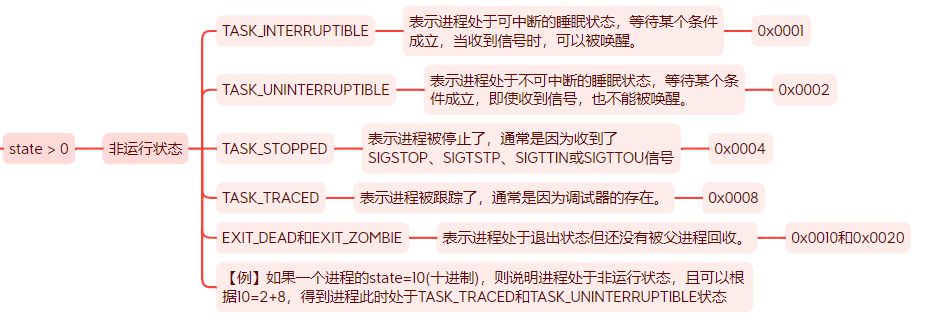 state > 0
非运行状态
TASK_INTERRUPTIBLE
表示进程处于可中断的睡眠状态，等待某个条件
成立，当收到信号时，可以被唤醒。
0x0001
TASK_UNINTERRUPTIBLE
表示进程处于不可中断的睡眠状态，等待某个条
件成立，即使收到信号，也不能被唤醒。
0x0002
TASK_STOPPED
表示进程被停止了，通常是因为收到了
SIGSTOP、SIGTSTP、SIGTTIN或SIGTTOU信号
0x0004
TASK_TRACED
表示进程被跟踪了，通常是因为调试器的存在。
0x0008
EXIT_DEAD和EXIT_ZOMBIE
表示进程处于退出状态但还没有被父进程回收。
0x0010和0x0020
【例】如果一个进程的state=10(十进制)，则说明进程处于非运行状态，且可以根
据10=2+8，得到进程此时处于TASK_TRACED和TASK_UNINTERRUPTIBLE状态